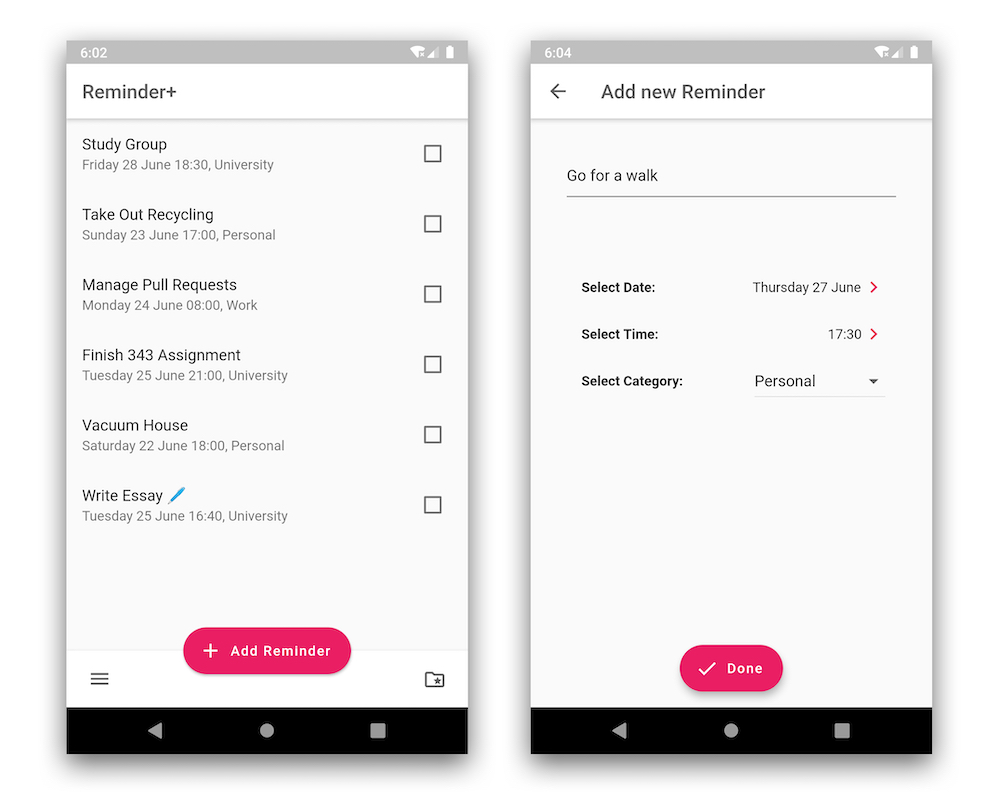 6:02
Reminder+
Study Group
Friday 28 June 18:30, University
Take Out Recycling
Sunday 23 June 17:00, Personal
Manage Pull Requests
Monday 24 June 08:00, Work
Finish 343 Assignment
Tuesday 25 June 21:00, University
Vacuum House
Saturday 22 June 18:00, Personal
Write Essay 🖊️
Tuesday 25 June 16:40, University
Add Reminder
6:04
Add new Reminder
Go for a walk
Select Date: Thursday 27 June
Select Time: 17:30
Select Category: Personal
Done